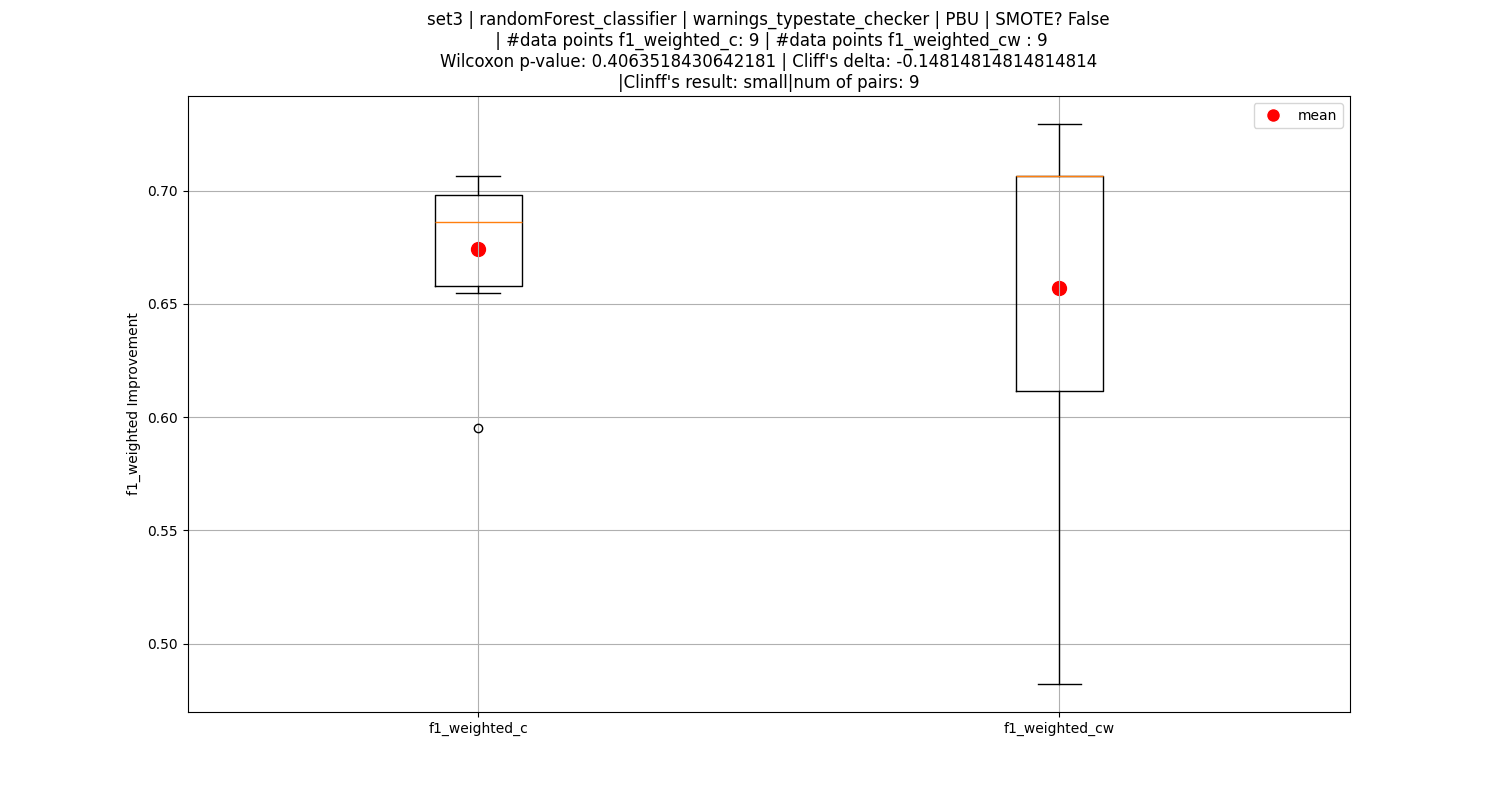 set3 | randomForest_classifier | warnings_typestate_checker | PBU | SMOTE? False
| #data points f1_weighted_c: 9 | #data points f1_weighted_cw : 9
Wilcoxon p-value: 0.4063518430642181 | Cliff's delta: -0.14814814814814814
|Clinff's result: small|num of pairs: 9
mean
0.70
0.65
0.60
0.55
0.50
f1_weighted Improvement
f1_weighted_c
f1_weighted_cw